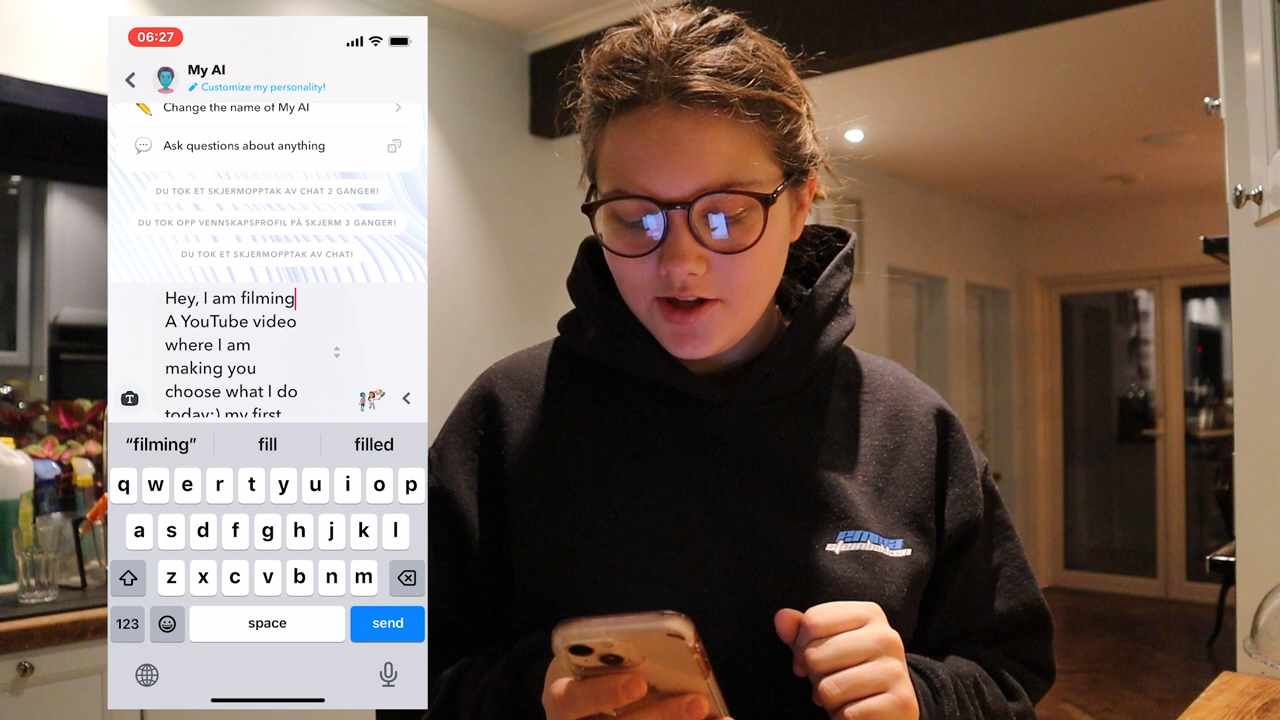 06:27
My AI
Customize my personality!
Change the name of My AI
Ask questions about anything
DU TOK ET SKJERMOPPTAK AV CHAT 2 GANGER!
DU TOK OPP VENNSKAPSPROFIL PÅ SKJERM 3 GANGER!
DU TOK ET SKJERMOPPTAK AV CHAT!
Hey, I am filming
A YouTube video
where I am
making you
choose what I do
today:) my first
T
“filming” fill filled
q w e r t y u i o p
a s d f g h j k l
z x c v b n m
123 space send